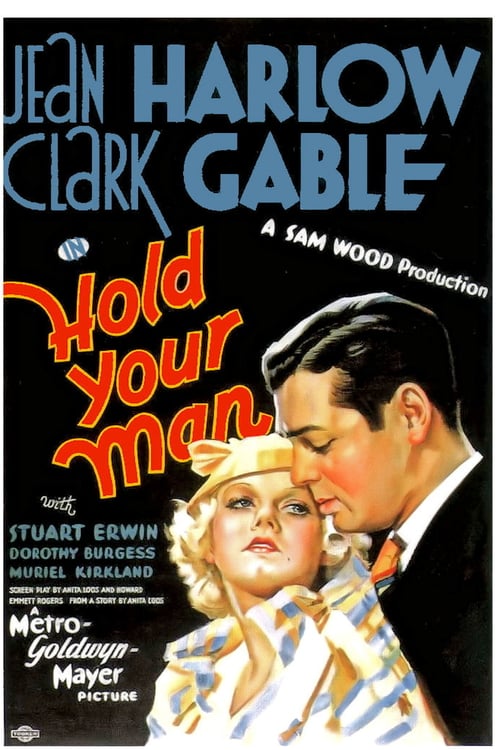 JEAN HARLOW
CLARK GABLE
IN
A SAM WOOD Production
Hold
your
Man
with
STUART ERWIN
DOROTHY BURGESS
MURIEL KIRKLAND
SCREEN PLAY BY ANITA LOOS AND HOWARD
EMMETT ROGERS FROM A STORY BY ANITA LOOS
A
Metro-
Goldwyn-
Mayer
PICTURE